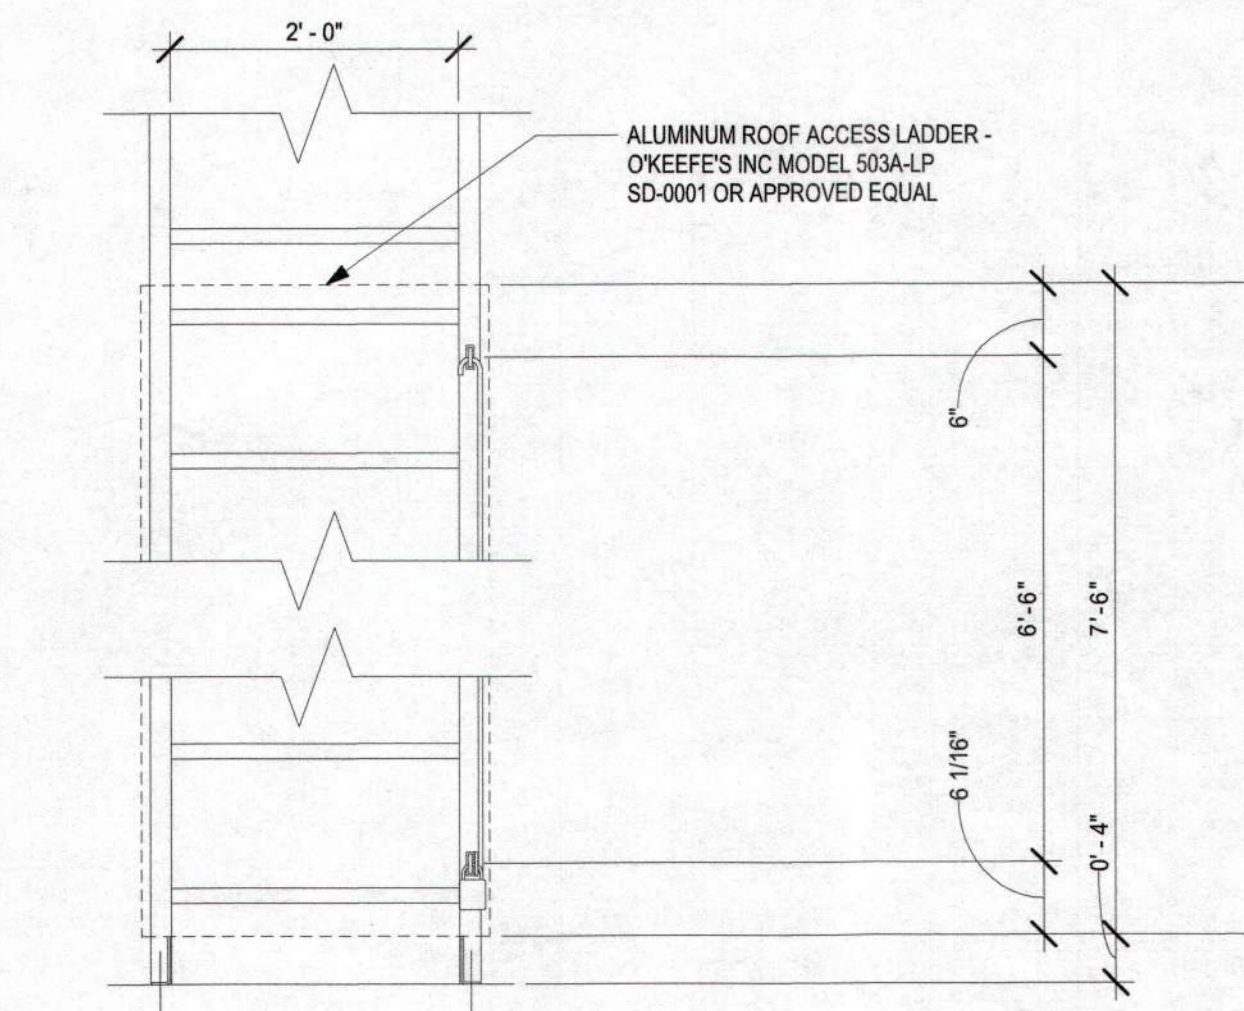 2' - 0"
ALUMINUM ROOF ACCESS LADDER -
O'KEEFE'S INC MODEL 503A-LP
SD-0001 OR APPROVED EQUAL
6"
6'-6"
7'-6"
6 1/16"
0' - 4"